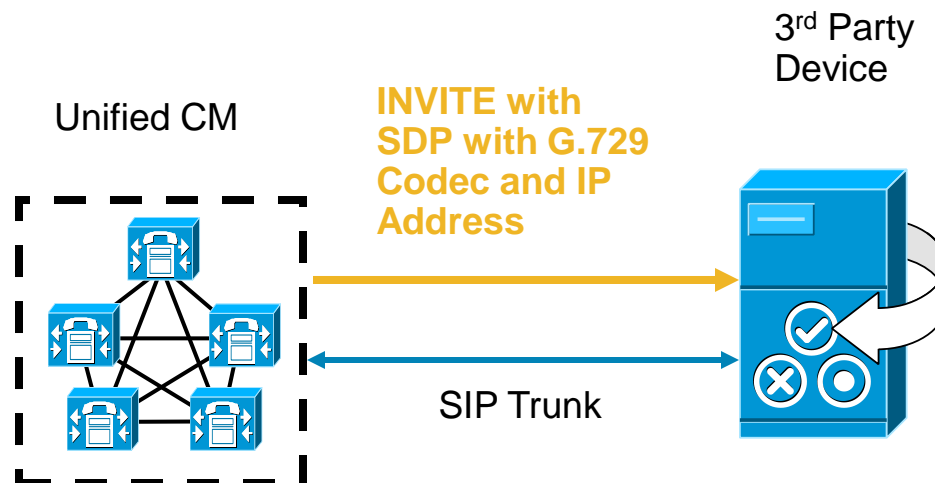 3rd Party
Device
Unified CM
INVITE with
SDP with G.729
Codec and IP
Address
SIP Trunk